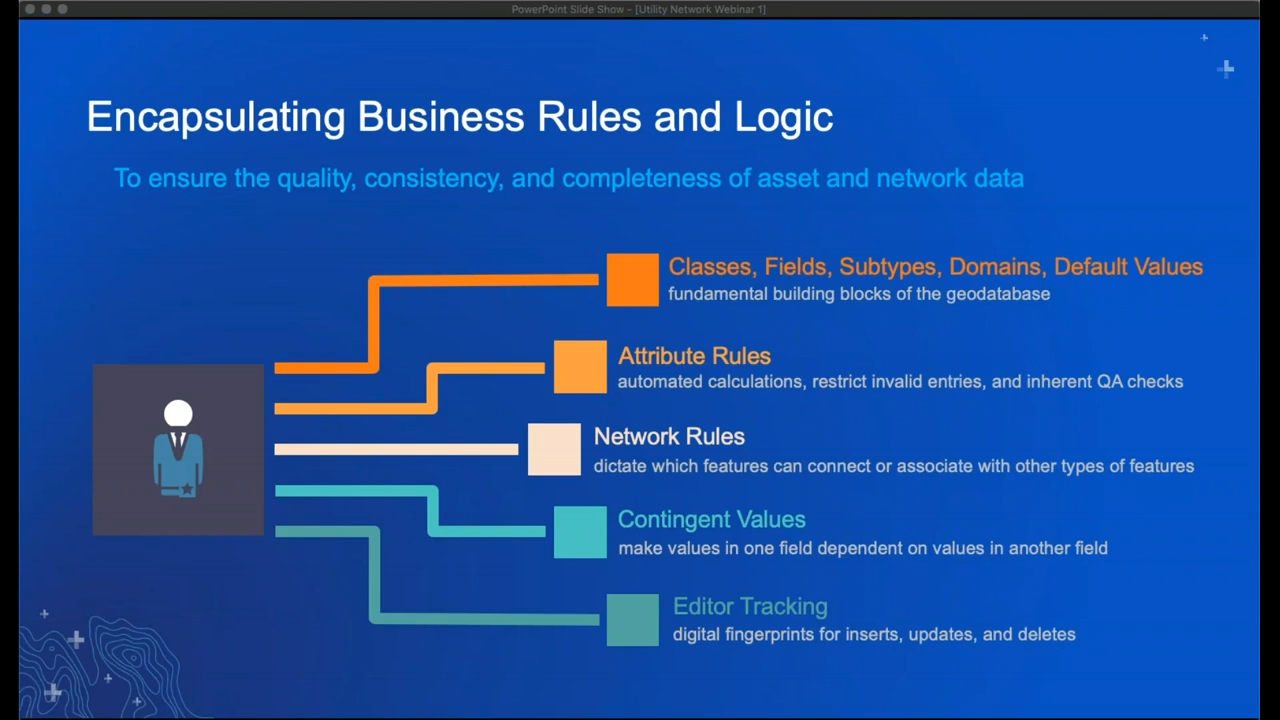 PowerPoint Slide Show - [Utility Network Webinar 1]
Encapsulating Business Rules and Logic
To ensure the quality, consistency, and completeness of asset and network data
Classes, Fields, Subtypes, Domains, Default Values
fundamental building blocks of the geodatabase
Attribute Rules
automated calculations, restrict invalid entries, and inherent QA checks
Network Rules
dictate which features can connect or associate with other types of features
Contingent Values
make values in one field dependent on values in another field
Editor Tracking
digital fingerprints for inserts, updates, and deletes